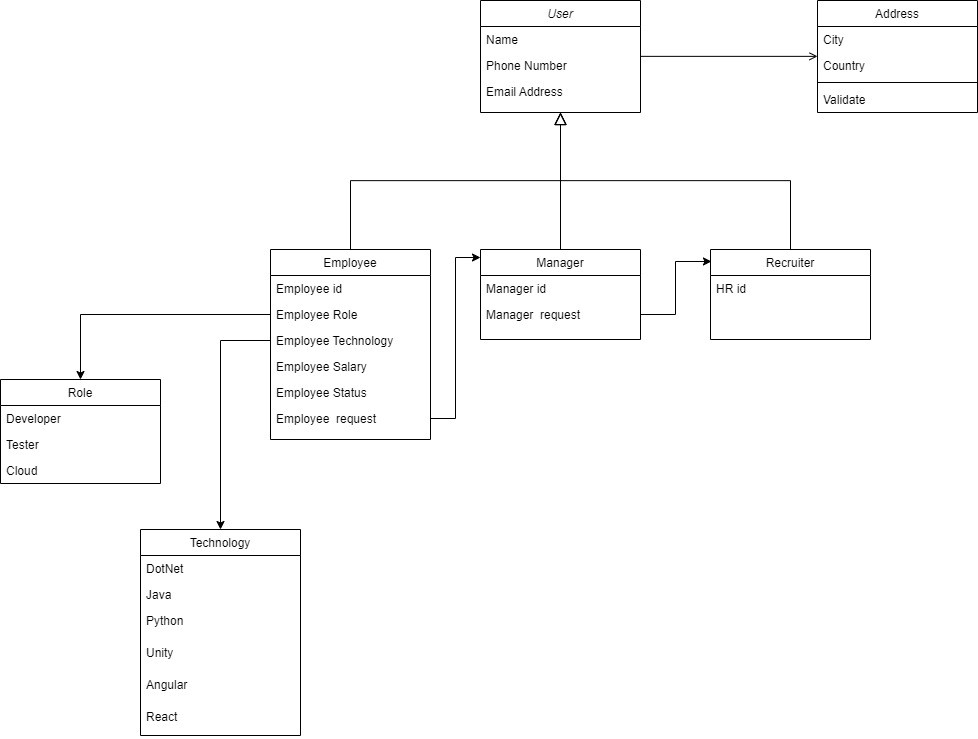 User
Name
Phone Number
Email Address
Address
City
Country
Validate
Employee
Employee id
Employee Role
Employee Technology
Employee Salary
Employee Status
Employee  request
Manager
Manager id
Manager  request
Recruiter
HR id
Role
Developer
Tester
Cloud
Technology
DotNet
Java
Python
Unity
Angular
React